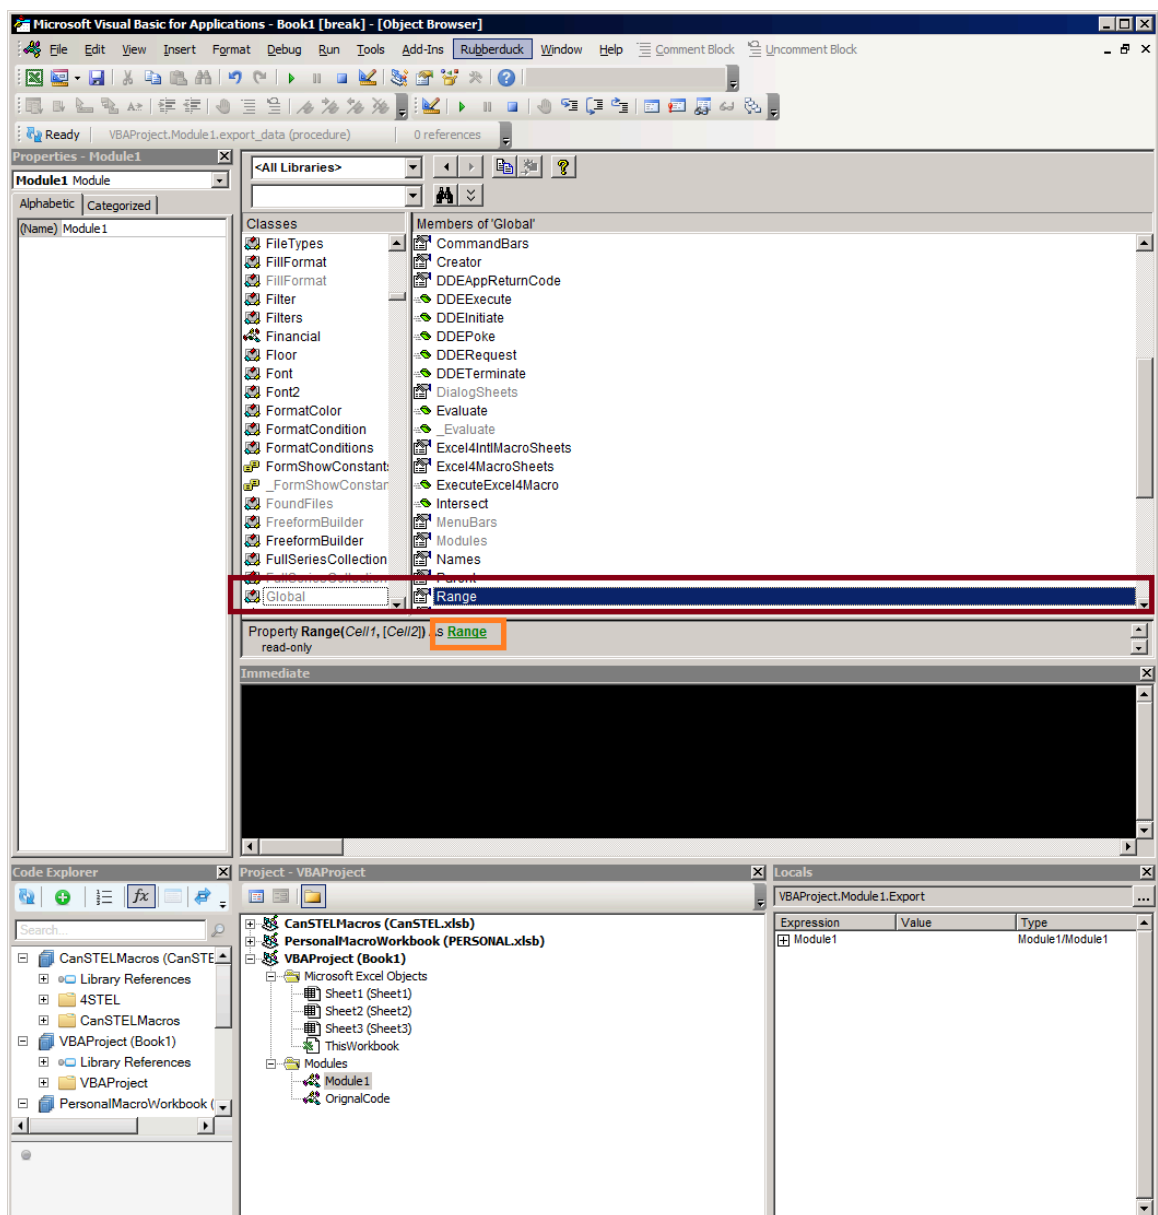 Microsoft Visual Basic for Applications - Book1 [break] - [Object Browser]
File Edit View Insert Format Debug Run Tools Add-Ins Rubberduck Window Help Comment Block Uncomment Block
Ready VBAProject.Module1.export_data (procedure) 0 references
Properties - Module1
Module1 Module
Alphabetic Categorized
(Name) Module1
<All Libraries>
Classes
FileTypes
FillFormat
FillFormat
Filter
Filters
Financial
Floor
Font
Font2
FormatColor
FormatCondition
FormatConditions
FormShowConstant
_FormShowConstan
FoundFiles
FreeformBuilder
FreeformBuilder
FullSeriesCollection
FullSeriesCollection
Global
Members of 'Global'
CommandBars
Creator
DDEAppReturnCode
DDEExecute
DDEInitiate
DDEPoke
DDERequest
DDETerminate
DialogSheets
Evaluate
_Evaluate
Excel4IntlMacroSheets
Excel4MacroSheets
ExecuteExcel4Macro
Intersect
MenuBars
Modules
Names
Parent
Range
Property Range(Cell1, [Cell2]) As Range
read-only
Immediate
Code Explorer
fx
Search...
CanSTELMacros (CanSTE
Library References
4STEL
CanSTELMacros
VBAProject (Book1)
Library References
VBAProject
PersonalMacroWorkbook (
Project - VBAProject
CanSTELMacros (CanSTEL.xlsb)
PersonalMacroWorkbook (PERSONAL.xlsb)
VBAProject (Book1)
Microsoft Excel Objects
Sheet1 (Sheet1)
Sheet2 (Sheet2)
Sheet3 (Sheet3)
ThisWorkbook
Modules
Module1
OrignalCode
Locals
VBAProject.Module1.Export
...
Expression Value Type
Module1 Module1/Module1